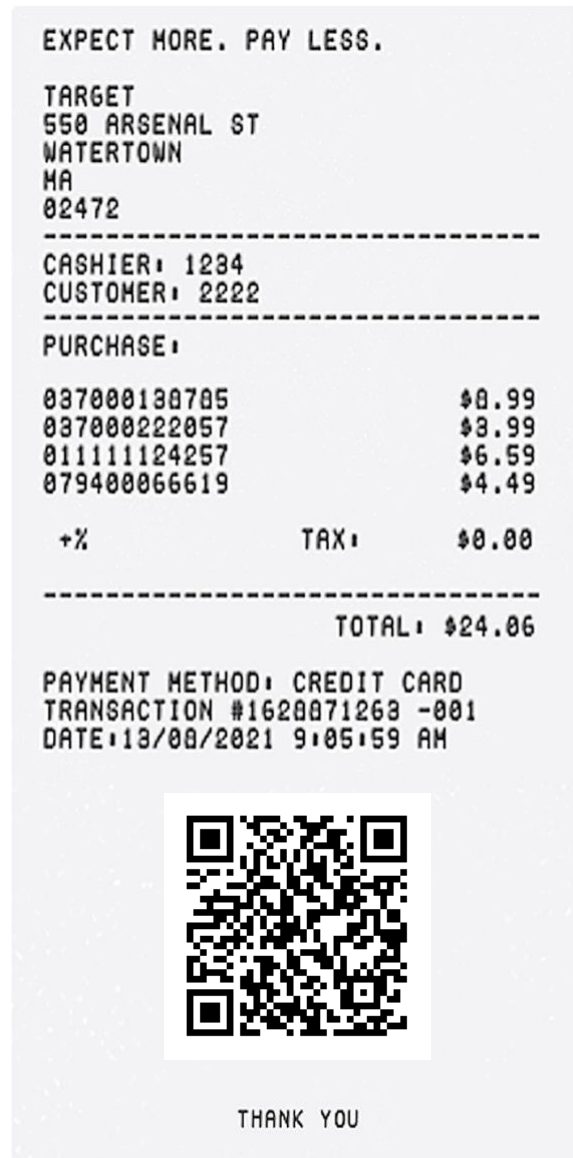 EXPECT MORE. PAY LESS.
TARGET
550 ARSENAL ST
WATERTOWN
MA
02472
--------------------------------
CASHIER: 1234
CUSTOMER: 2222
--------------------------------
PURCHASE:
037000138785 $8.99
037000222057 $3.99
011111124257 $6.59
079400066619 $4.49
+% TAX: $0.00
--------------------------------
TOTAL: $24.06
PAYMENT METHOD: CREDIT CARD
TRANSACTION #1628871263 -001
DATE:13/08/2021 9:05:59 AM
THANK YOU